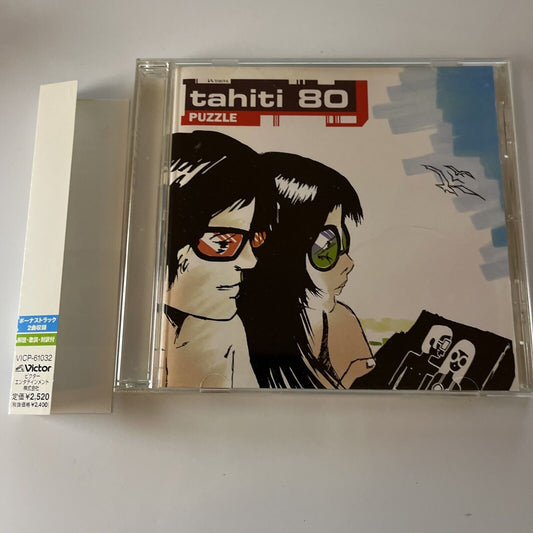 tahiti 80
PUZZLE
ボーナストラック
2曲収録
解説・歌詞・対訳付
VICP-61032
Victor
ビクター
エンタテインメント
株式会社
定価¥2,520
税抜価格¥2,400